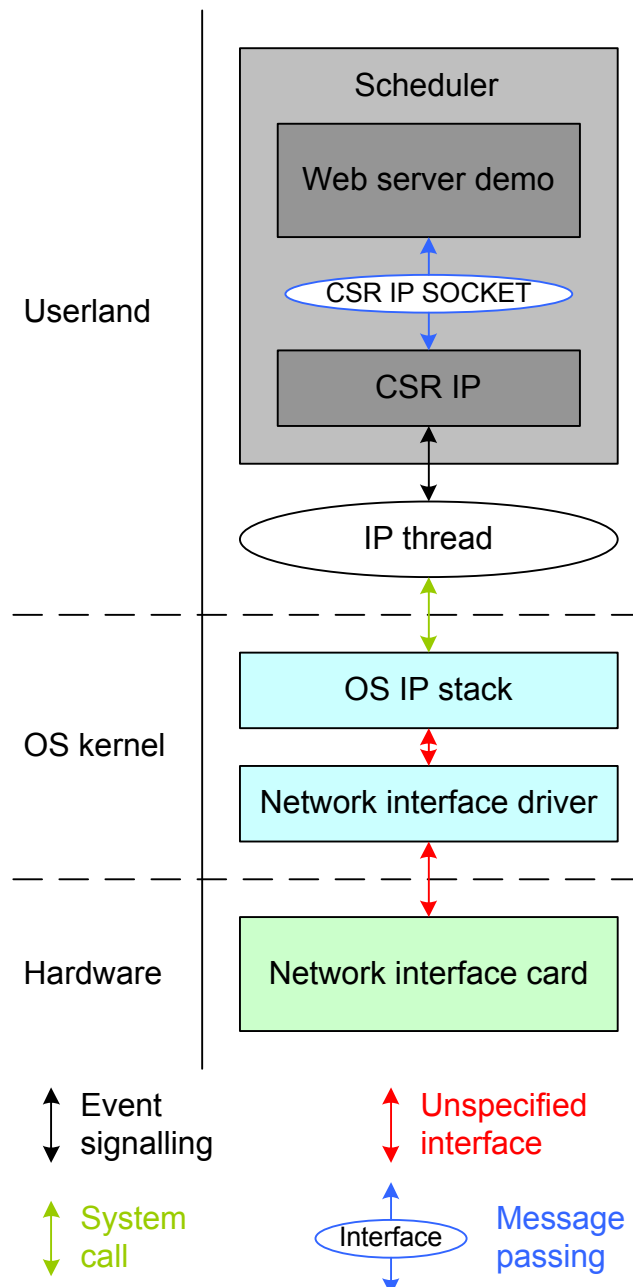 Scheduler
Web server demo
CSR IP SOCKET
Userland
CSR IP
IP thread
OS IP stack
OS kernel
Network interface driver
Hardware
Network interface card
Event
signalling
Unspecified
interface
System
call
Interface
Message
passing